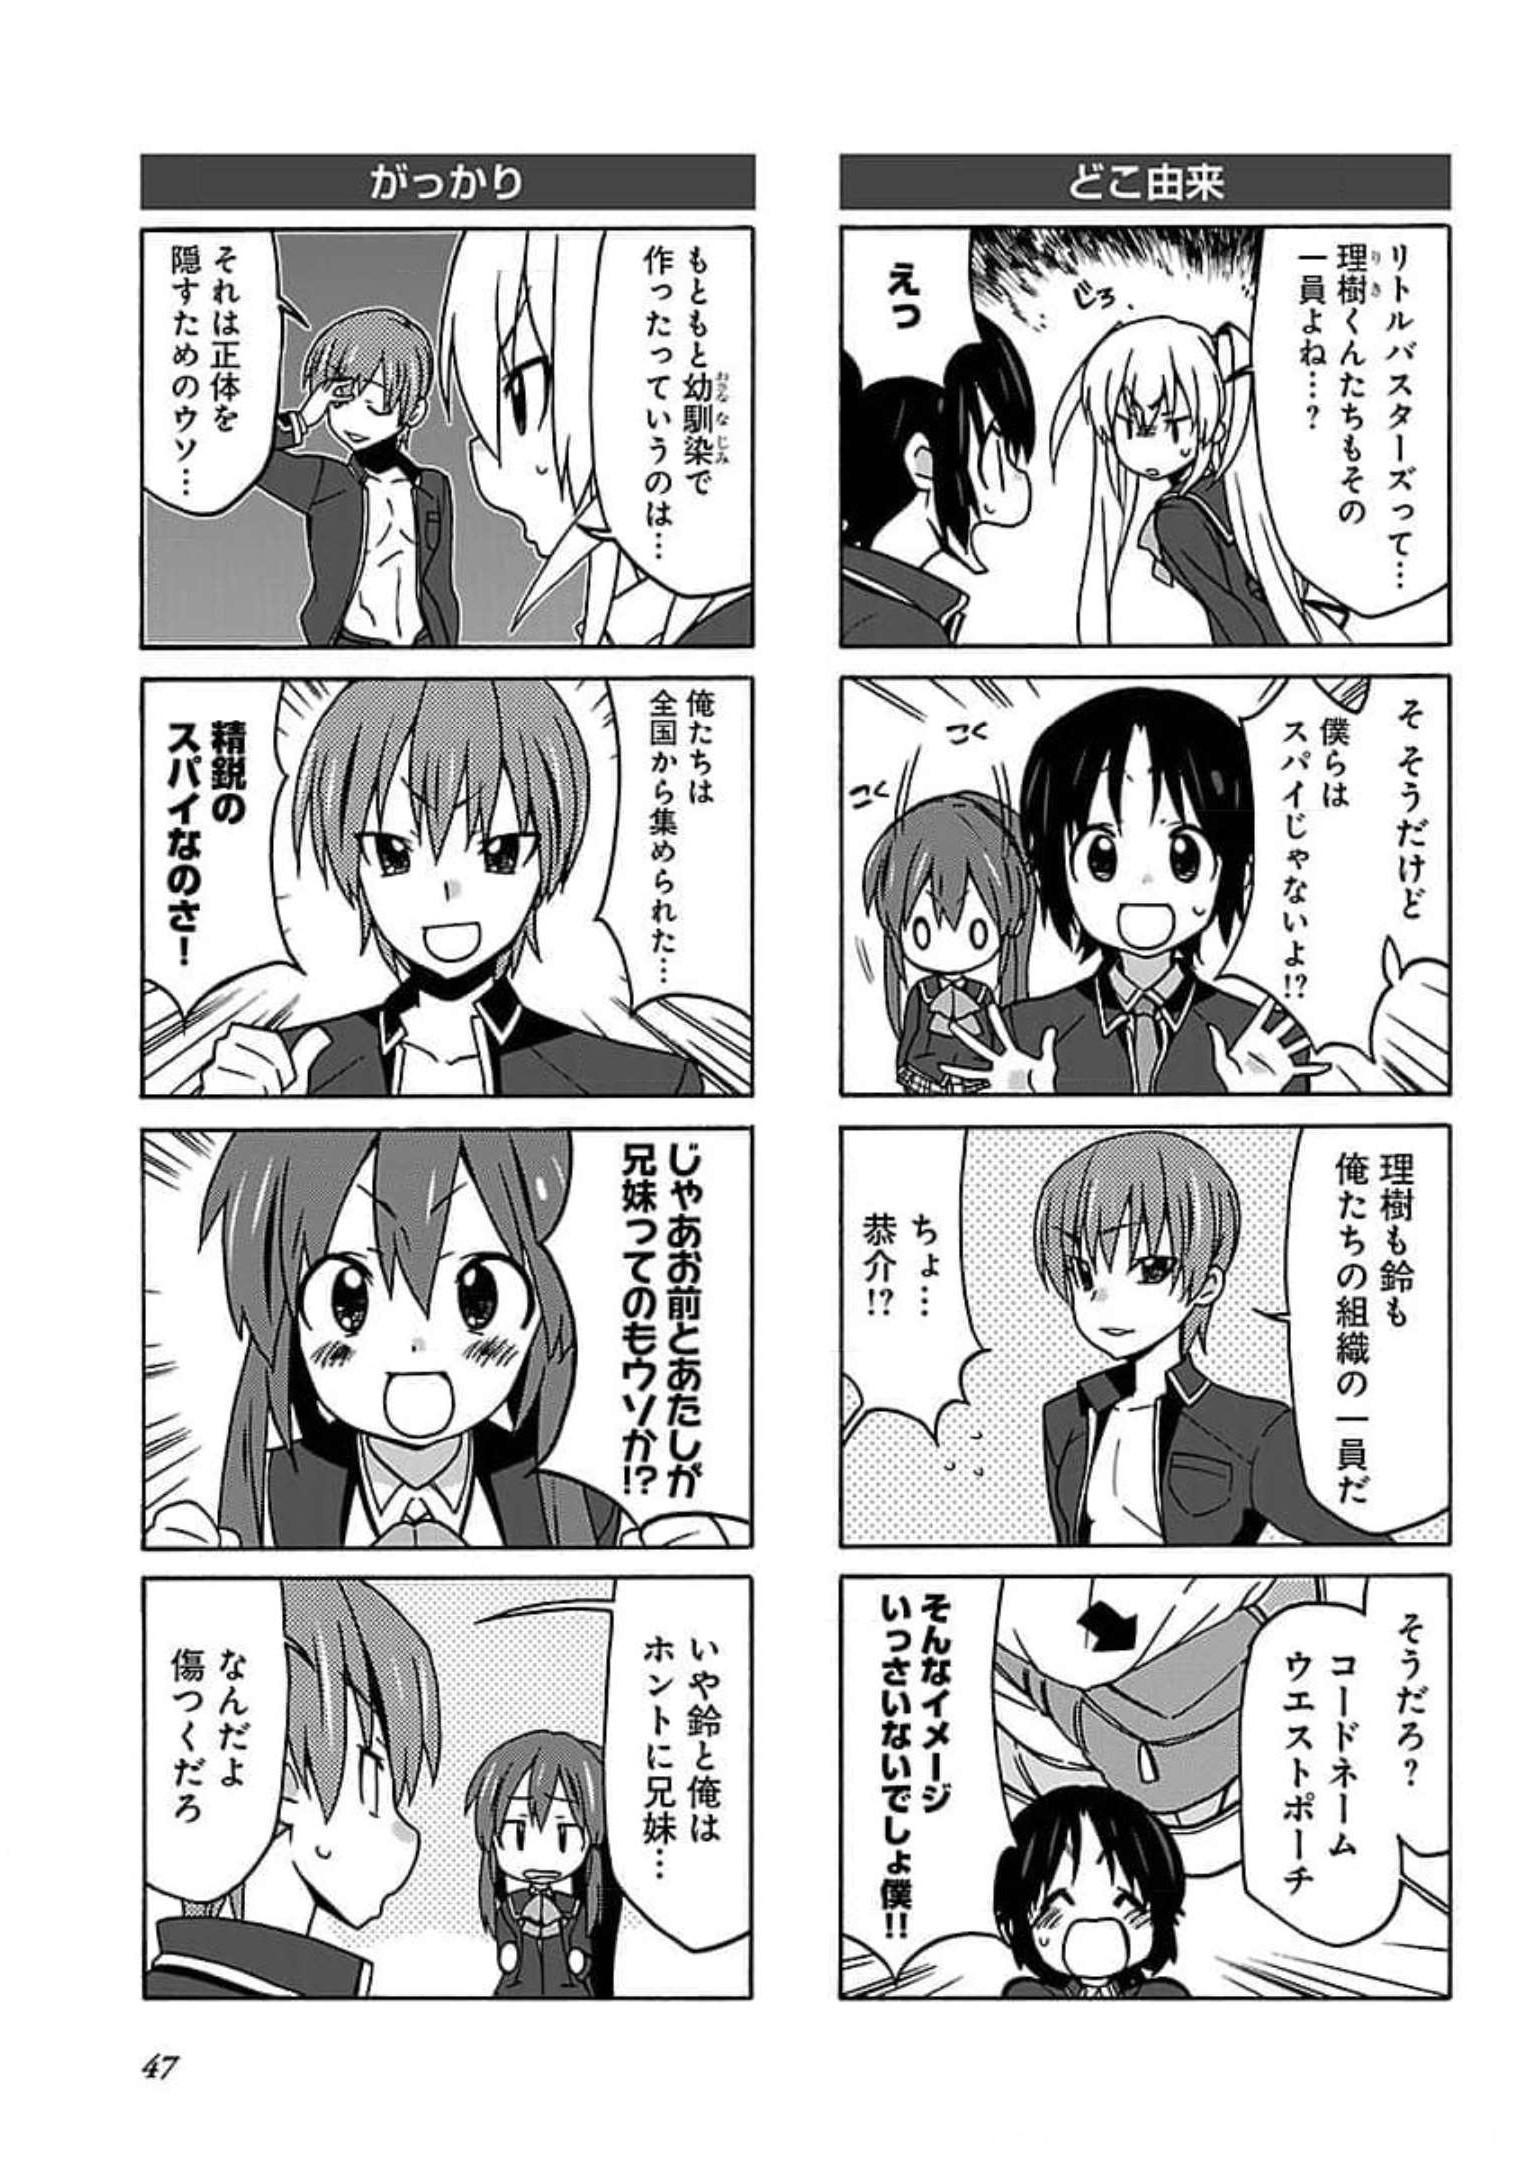 どこ由来
リトルバスターズって…
理樹くんたちもその
りき
一員よね…?
じろ
えっ
そ そうだけど
僕らは
スパイじゃないよ!?
こく
こく
理樹も鈴も
俺たちの組織の一員だ
ちょ…
恭介!?
そうだろ?
コードネーム
ウエストポーチ
そんなイメージ
いっさいないでしょ僕!!
がっかり
もともと幼馴染で
おさななじみ
作ったっていうのは…
それは正体を
隠すためのウソ…
俺たちは
全国から集められた…
精鋭の
スパイなのさ!
じゃあお前とあたしが
兄妹ってのもウソか!?
いや鈴と俺は
ホントに兄妹…
なんだよ
傷つくだろ
47